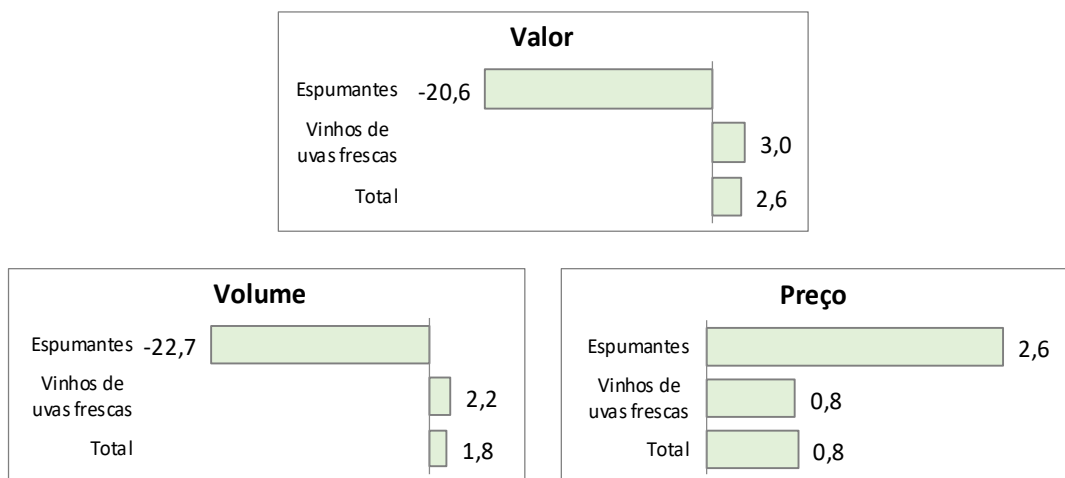 Valor
Espumantes -20,6
Vinhos de
uvas frescas 3,0
Total 2,6
Volume
Espumantes -22,7
Vinhos de
uvas frescas 2,2
Total 1,8
Preço
Espumantes 2,6
Vinhos de
uvas frescas 0,8
Total 0,8